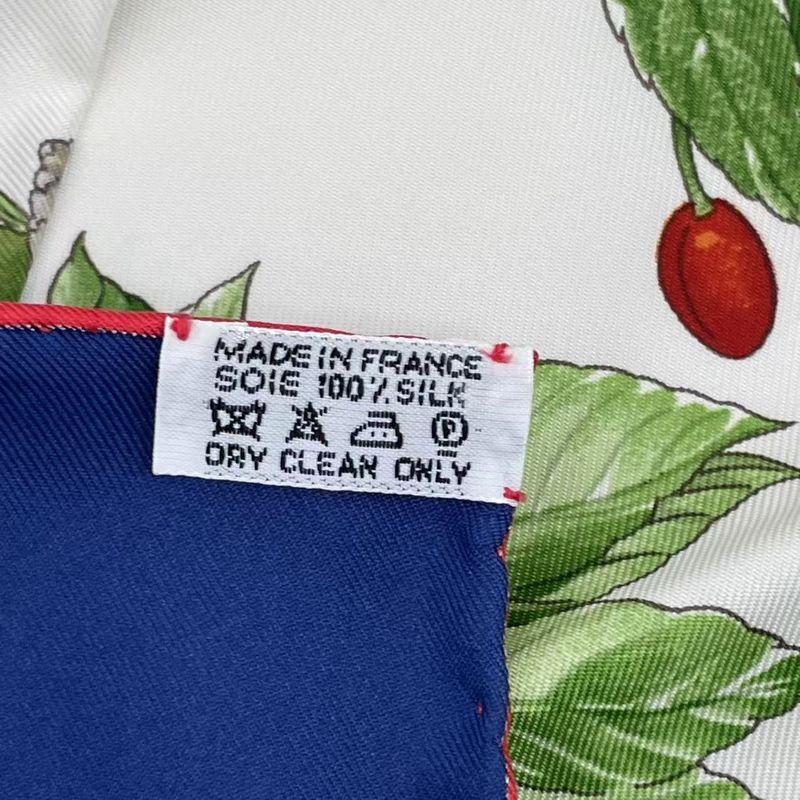 MADE IN FRANCE
SOIE 100% SILK
P
DRY CLEAN ONLY